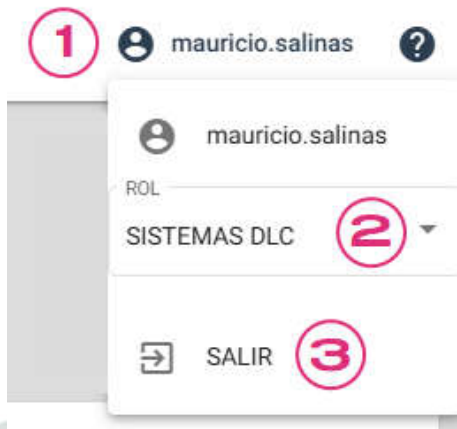 1 mauricio.salinas ?
mauricio.salinas
ROL
SISTEMAS DLC 2
SALIR 3